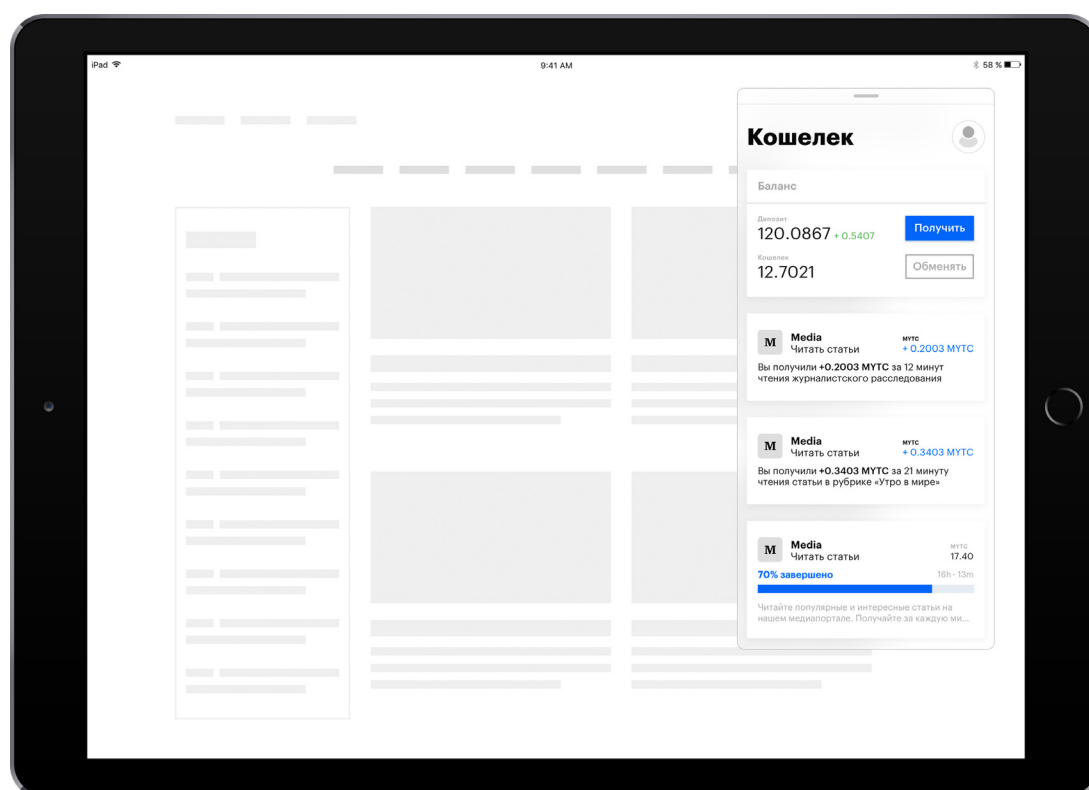 iPad
9:41 AM
58 %
Кошелек
Баланс
Депозит
120.0867 + 0.5407
Получить
Кошелек
12.7021
Обменять
M
Media
Читать статьи
MYTC
+ 0.2003 MYTC
Вы получили +0.2003 MYTC за 12 минут
чтения журналистского расследования
M
Media
Читать статьи
MYTC
+ 0.3403 MYTC
Вы получили +0.3403 MYTC за 21 минуту
чтения статьи в рубрике «Утро в мире»
M
Media
Читать статьи
MYTC
17.40
70% завершено
16h - 13m
Читайте популярные и интересные статьи на
нашем медиапортале. Получайте за каждую ми...